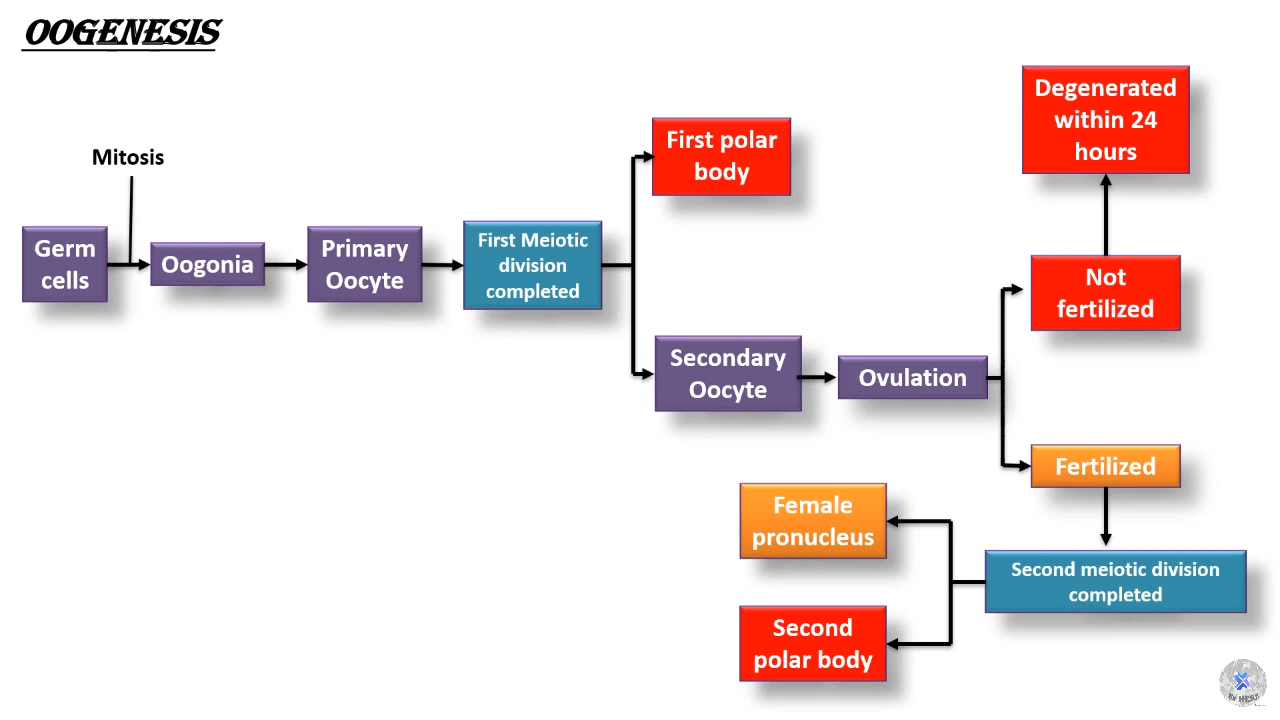 OOGENESIS
Mitosis
Germ
cells
Oogonia
Primary
Oocyte
First Meiotic
division
completed
First polar
body
Secondary
Oocyte
Ovulation
Not
fertilized
Degenerated
within 24
hours
Fertilized
Second meiotic division
completed
Female
pronucleus
Second
polar body